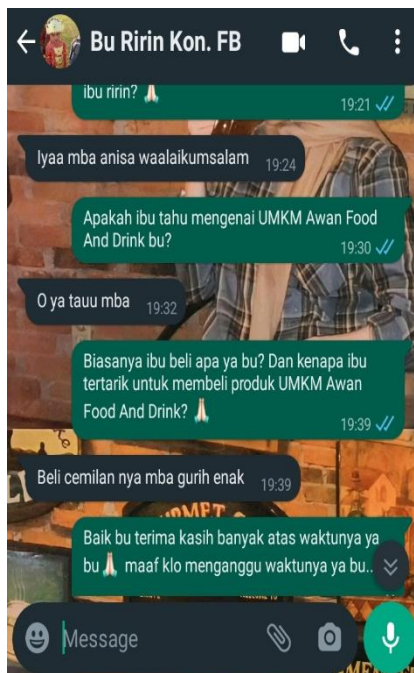 Bu Ririn Kon. FB
ibu ririn? 🙏🏻
19:21
Iyaa mba anisa waalaikumsalam
19:24
Apakah ibu tahu mengenai UMKM Awan Food
And Drink bu?
19:30
O ya tauu mba
19:32
Biasanya ibu beli apa ya bu? Dan kenapa ibu
tertarik untuk membeli produk UMKM Awan
Food And Drink? 🙏🏻
19:39
Beli cemilan nya mba gurih enak
19:39
Baik bu terima kasih banyak atas waktunya ya
bu🙏🏻 maaf klo menganggu waktunya ya bu..
Message